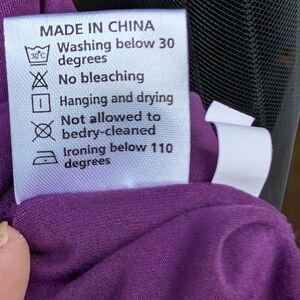 MADE IN CHINA
30°C Washing below 30
degrees
No bleaching
Hanging and drying
Not allowed to
bedry-cleaned
Ironing below 110
degrees